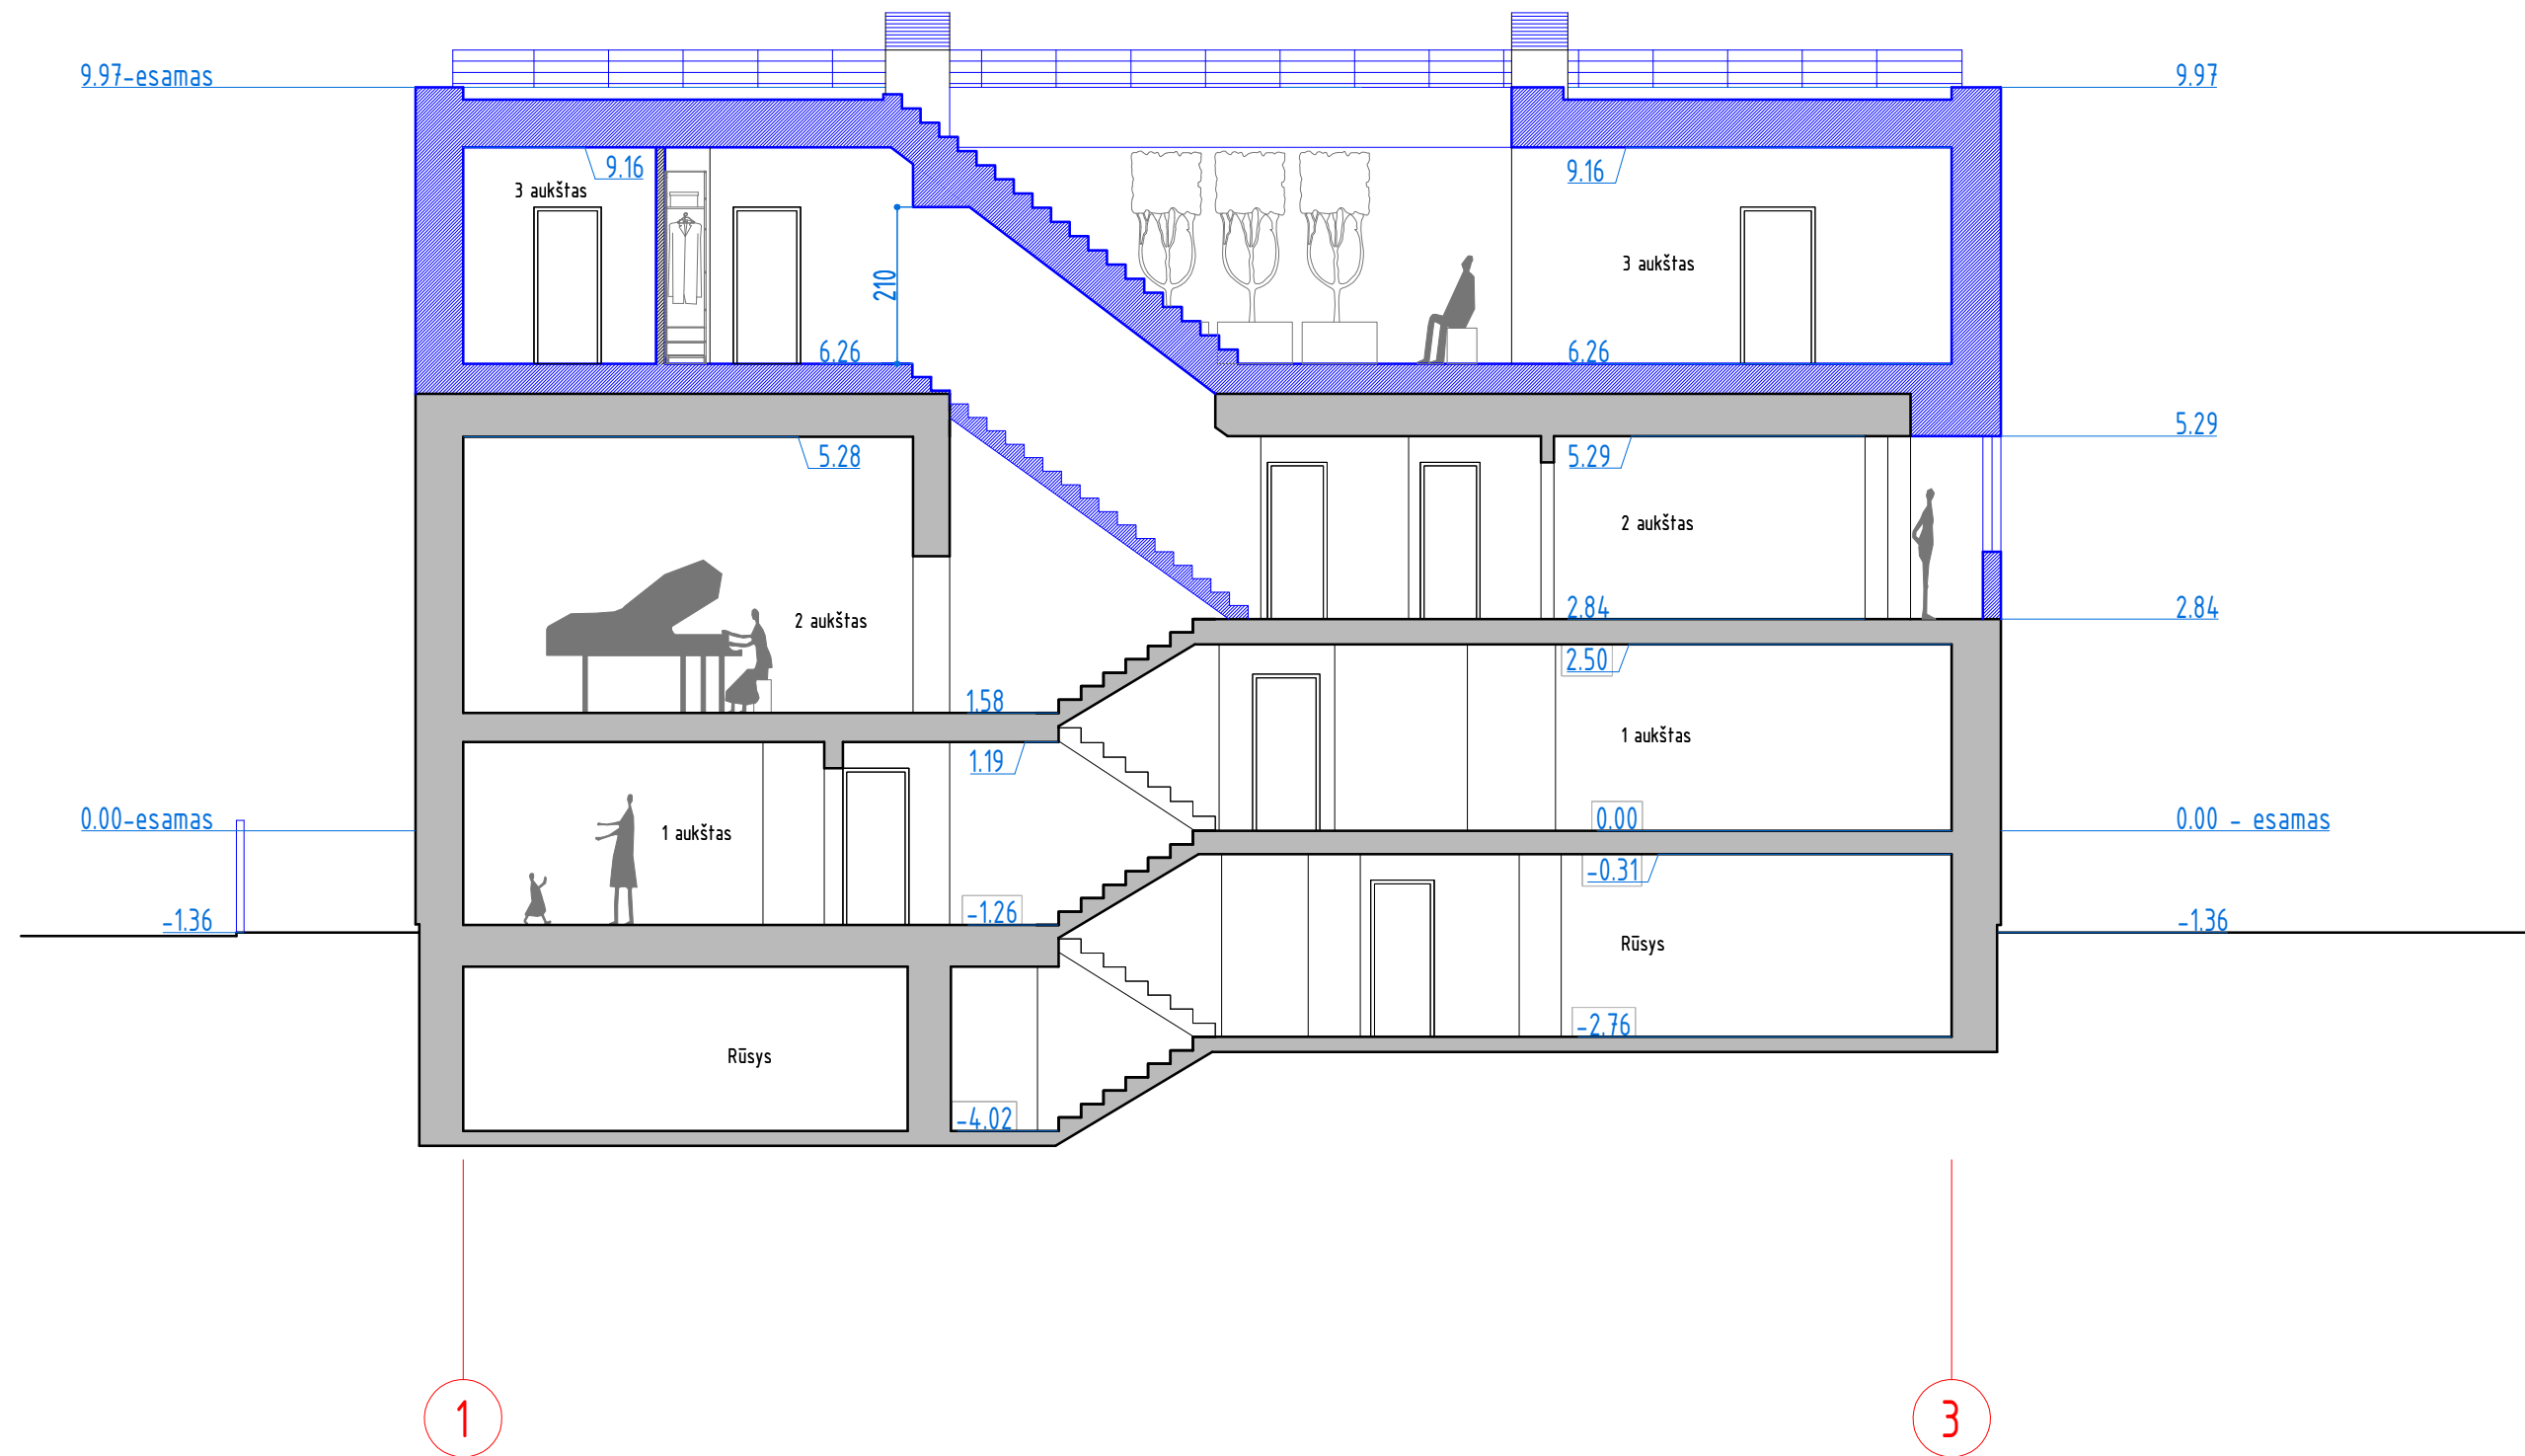 9.97-esamas
9.97
9.16
3 aukštas
9.16
3 aukštas
210
6.26
6.26
5.29
5.28
5.29
2 aukštas
2.84
2.84
2 aukštas
2.50
1.58
1 aukštas
1.19
0.00-esamas
0.00
0.00 - esamas
1 aukštas
-0.31
-1.36
-1.26
-1.36
Rūsys
-2.76
Rūsys
-4.02
1
3